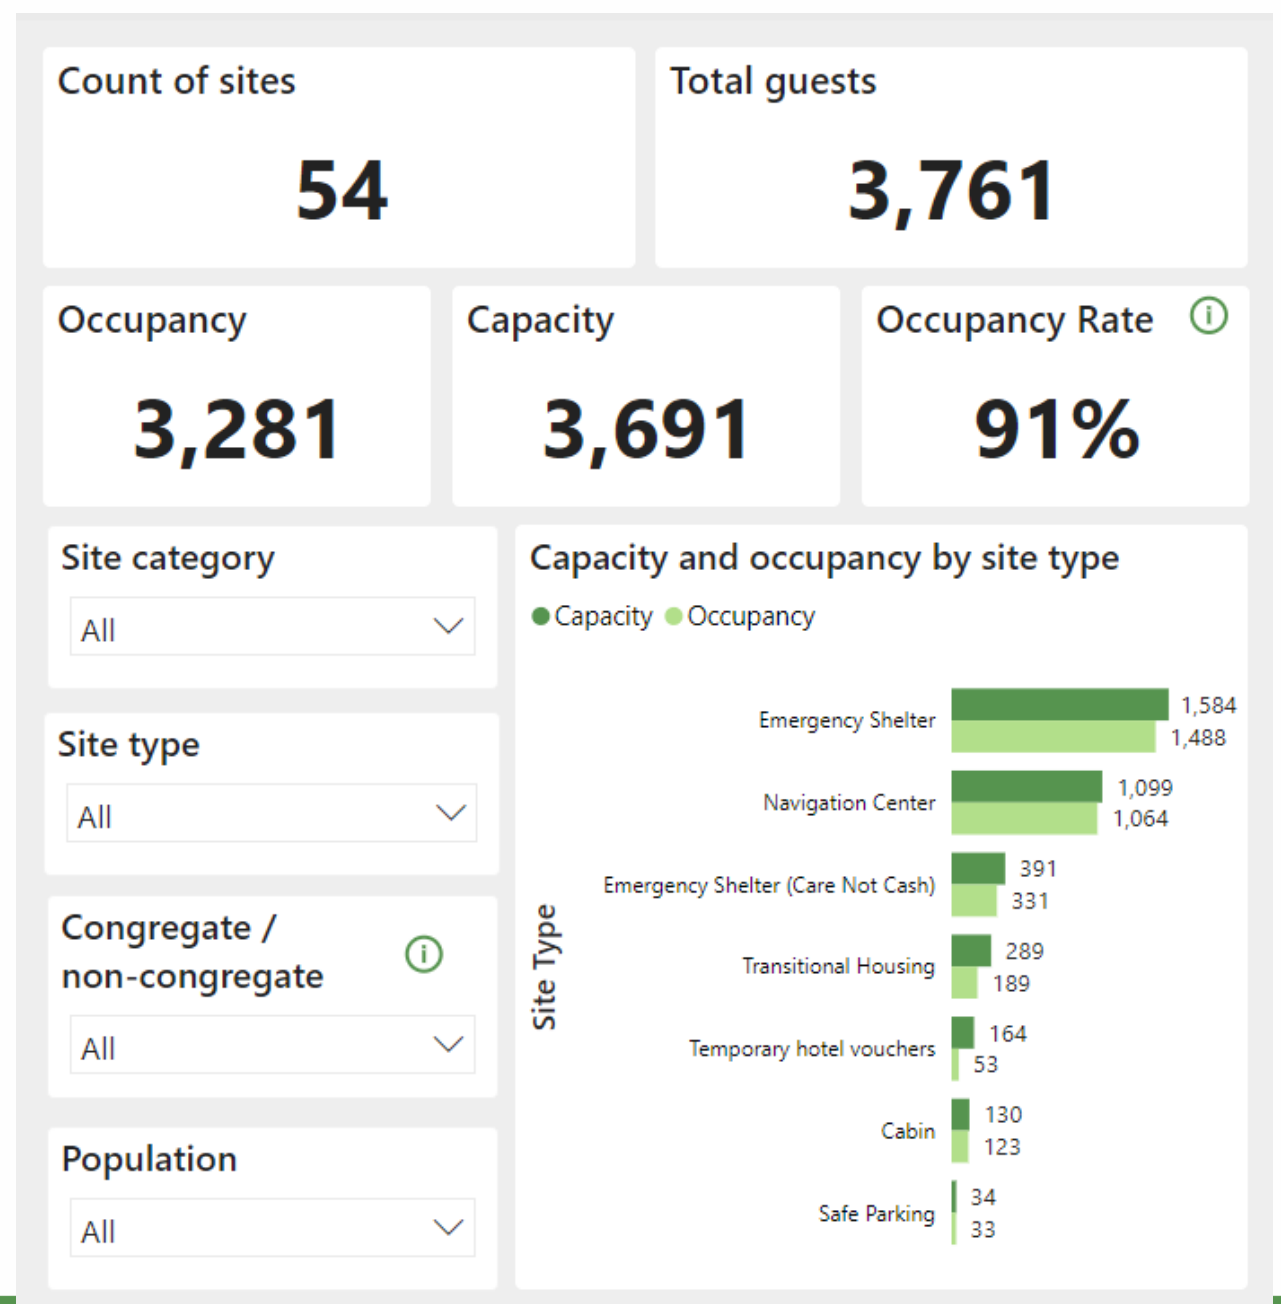 Count of sites
54
Total guests
3,761
Occupancy
3,281
Capacity
3,691
Occupancy Rate
91%
Site category
All
Site type
All
Congregate /
non-congregate
All
Population
All
Capacity and occupancy by site type
Capacity Occupancy
Site Type
Emergency Shelter
1,584
1,488
Navigation Center
1,099
1,064
Emergency Shelter (Care Not Cash)
391
331
Transitional Housing
289
189
Temporary hotel vouchers
164
53
Cabin
130
123
Safe Parking
34
33